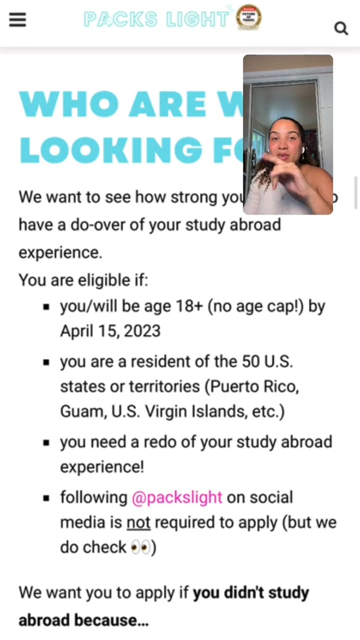 PACKS LIGHT
WHO ARE W
LOOKING FO
We want to see how strong you
have a do-over of your study abroad
experience.
You are eligible if:
▪ you/will be age 18+ (no age cap!) by
April 15, 2023
▪ you are a resident of the 50 U.S.
states or territories (Puerto Rico,
Guam, U.S. Virgin Islands, etc.)
▪ you need a redo of your study abroad
experience!
▪ following @packslight on social
media is not required to apply (but we
do check 👀)
We want you to apply if you didn't study
abroad because...